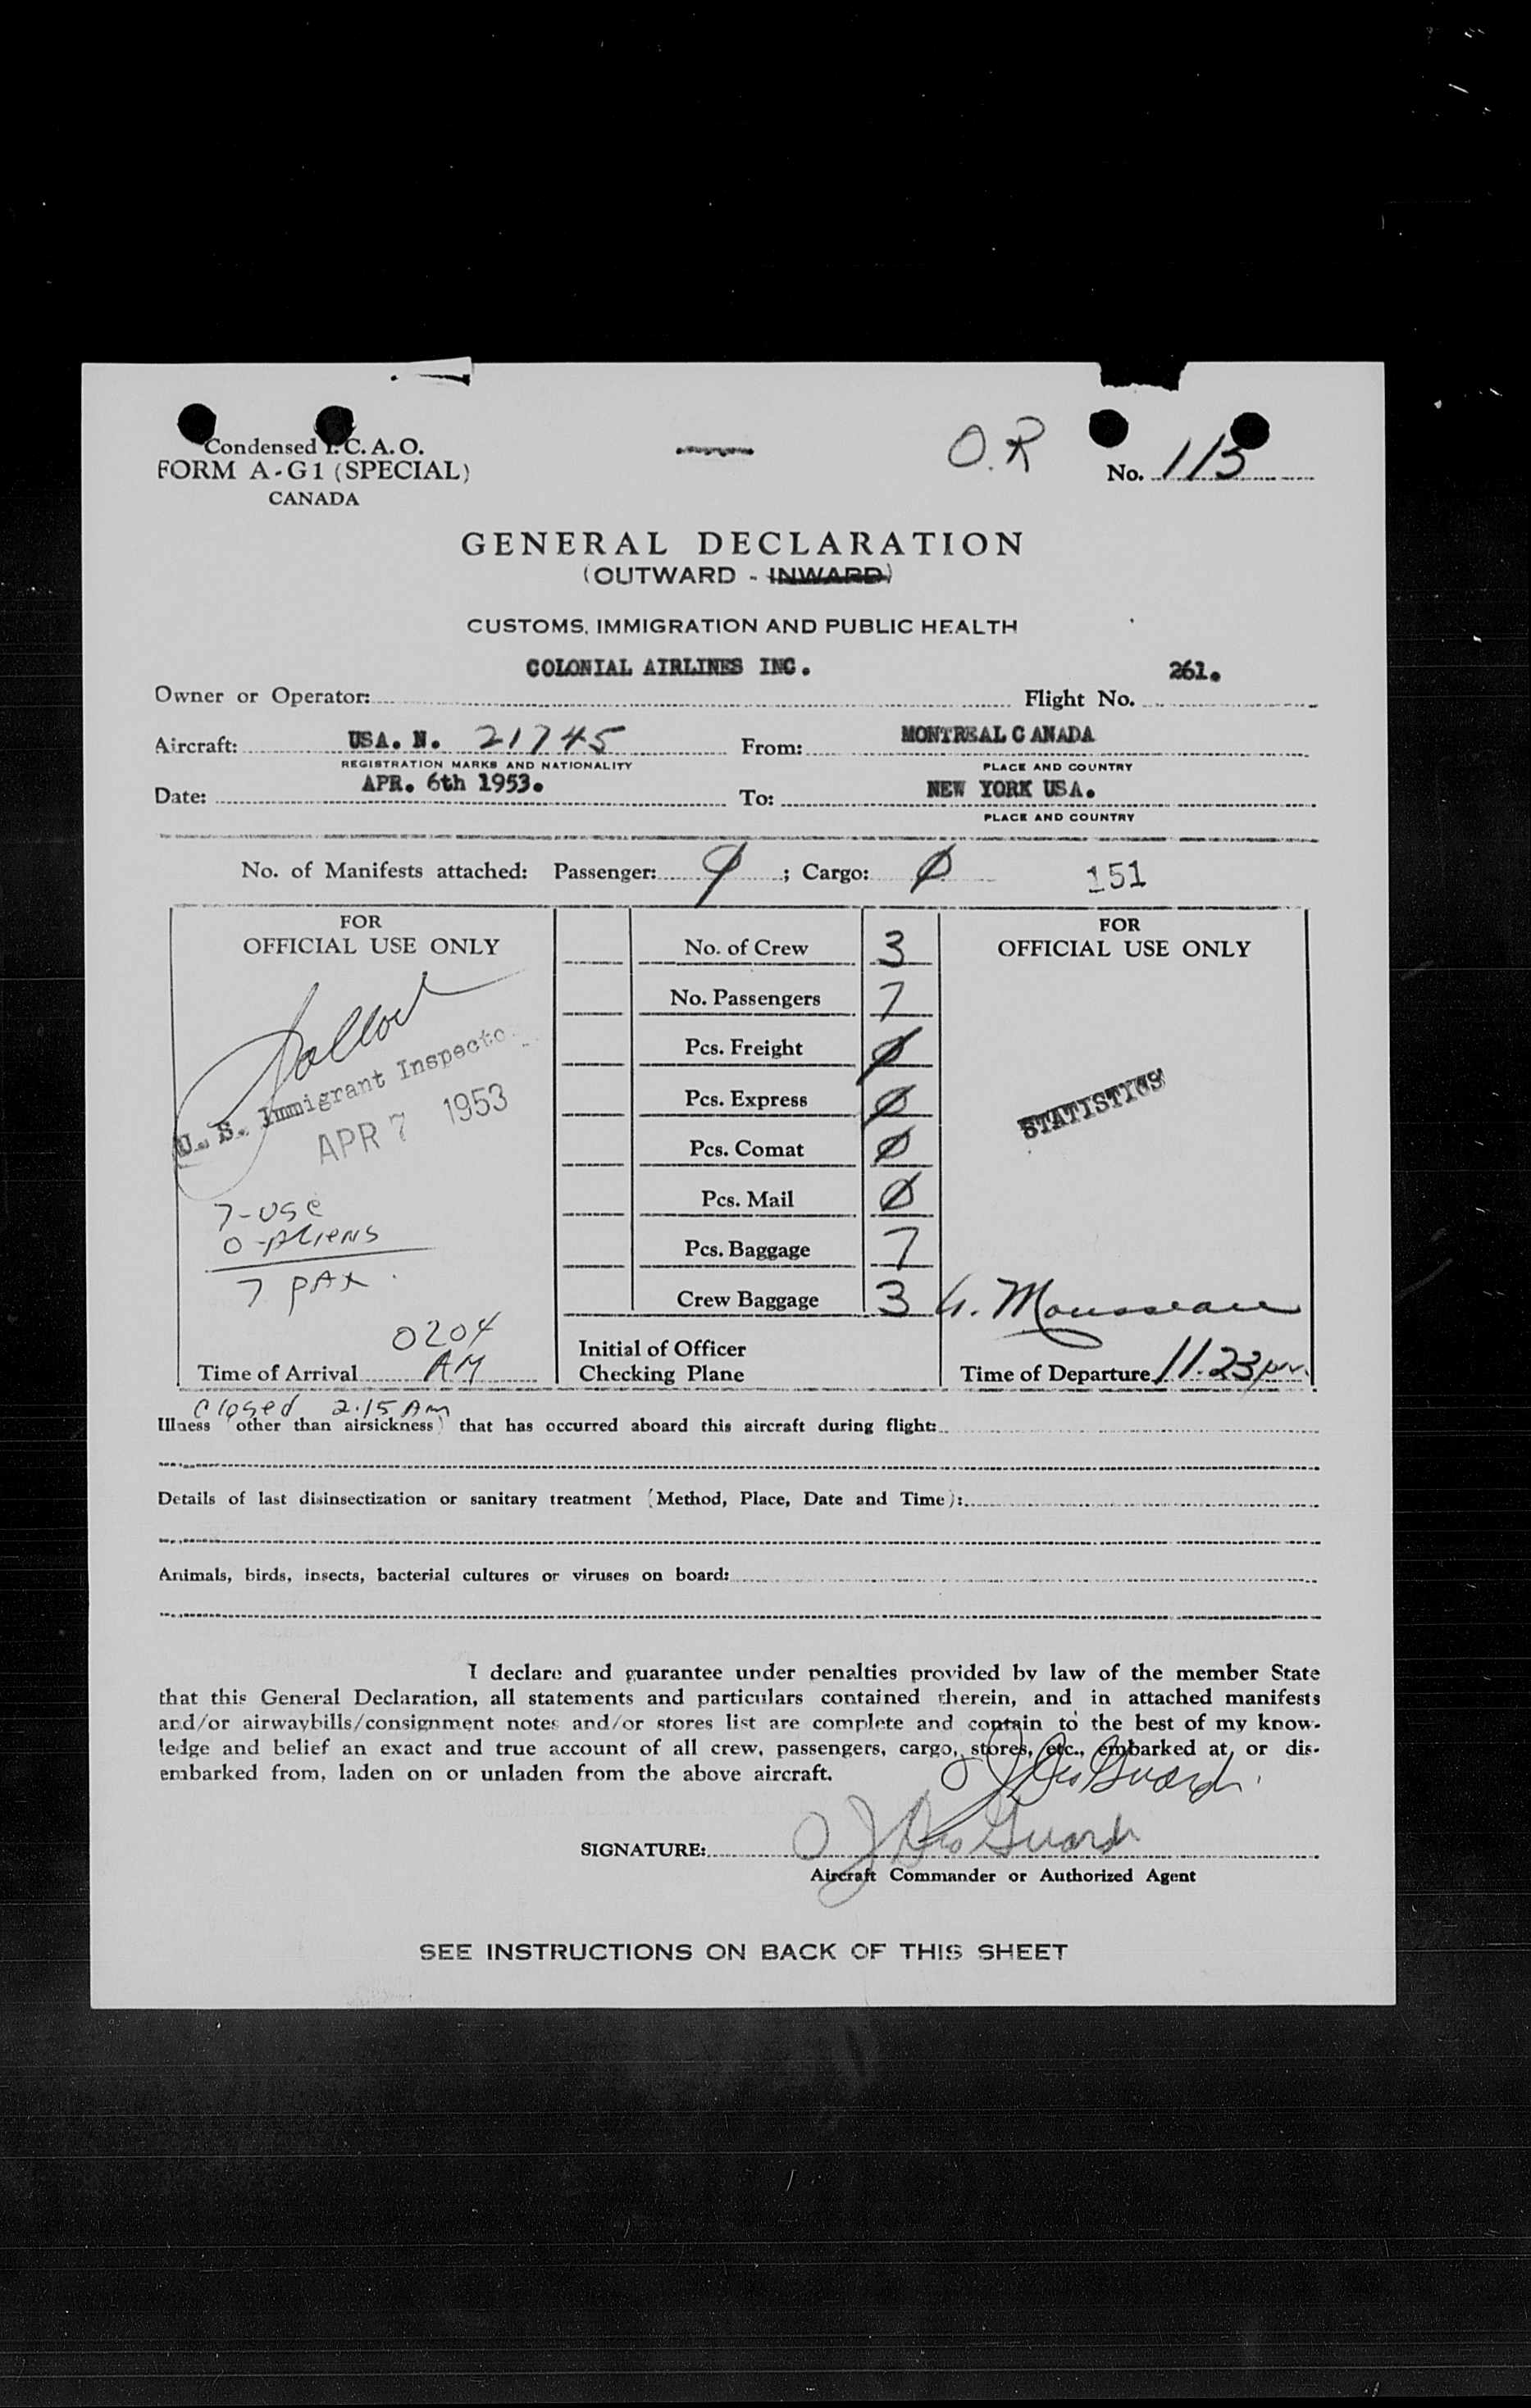 Condensed I. C. A. O.
FORM A-G1 (SPECIAL)
CANADA
O.R
No. 113
GENERAL DECLARATION
(OUTWARD - INWARD)
CUSTOMS, IMMIGRATION AND PUBLIC HEALTH
Owner or Operator: COLONIAL AIRLINES INC. Flight No. 261.
Aircraft: USA. N. 21745 From: MONTREAL CANADA
REGISTRATION MARKS AND NATIONALITY PLACE AND COUNTRY
Date: APR. 6th 1953. To: NEW YORK USA.
PLACE AND COUNTRY
No. of Manifests attached: Passenger: ; Cargo: Ø 151
FOR
OFFICIAL USE ONLY
U. S. Immigrant Inspector
APR 7 1953
7-USC
0-ALIENS
7 PAX.
0204
Time of Arrival AM
No. of Crew 3
No. Passengers 7
Pcs. Freight Ø
Pcs. Express Ø
Pcs. Comat Ø
Pcs. Mail Ø
Pcs. Baggage 7
Crew Baggage 3
Initial of Officer
Checking Plane
FOR
OFFICIAL USE ONLY
STATISTICS
Mousseau
Time of Departure 11.23 pm.
Closed 2.15 AM
Illness (other than airsickness) that has occurred aboard this aircraft during flight:
Details of last disinsectization or sanitary treatment (Method, Place, Date and Time):
Animals, birds, insects, bacterial cultures or viruses on board:
I declare and guarantee under penalties provided by law of the member State
that this General Declaration, all statements and particulars contained therein, and in attached manifests
and/or airwaybills/consignment notes and/or stores list are complete and contain to the best of my know-
ledge and belief an exact and true account of all crew, passengers, cargo, stores, etc., embarked at, or dis-
embarked from, laden on or unladen from the above aircraft.
SIGNATURE:
Aircraft Commander or Authorized Agent
SEE INSTRUCTIONS ON BACK OF THIS SHEET